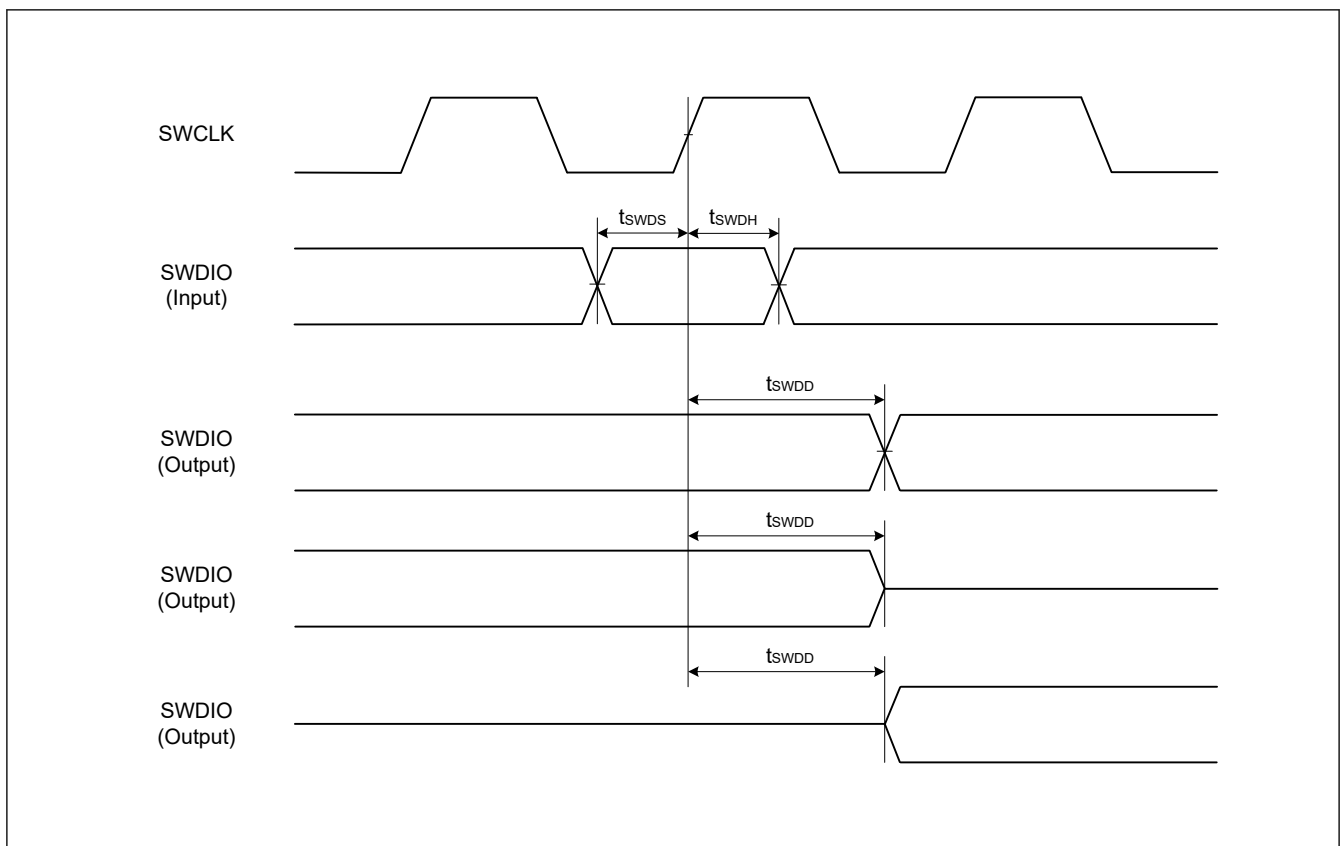 SWCLK
tSWDS
tSWDH
SWDIO
(Input)
tSWDD
SWDIO
(Output)
tSWDD
SWDIO
(Output)
tSWDD
SWDIO
(Output)